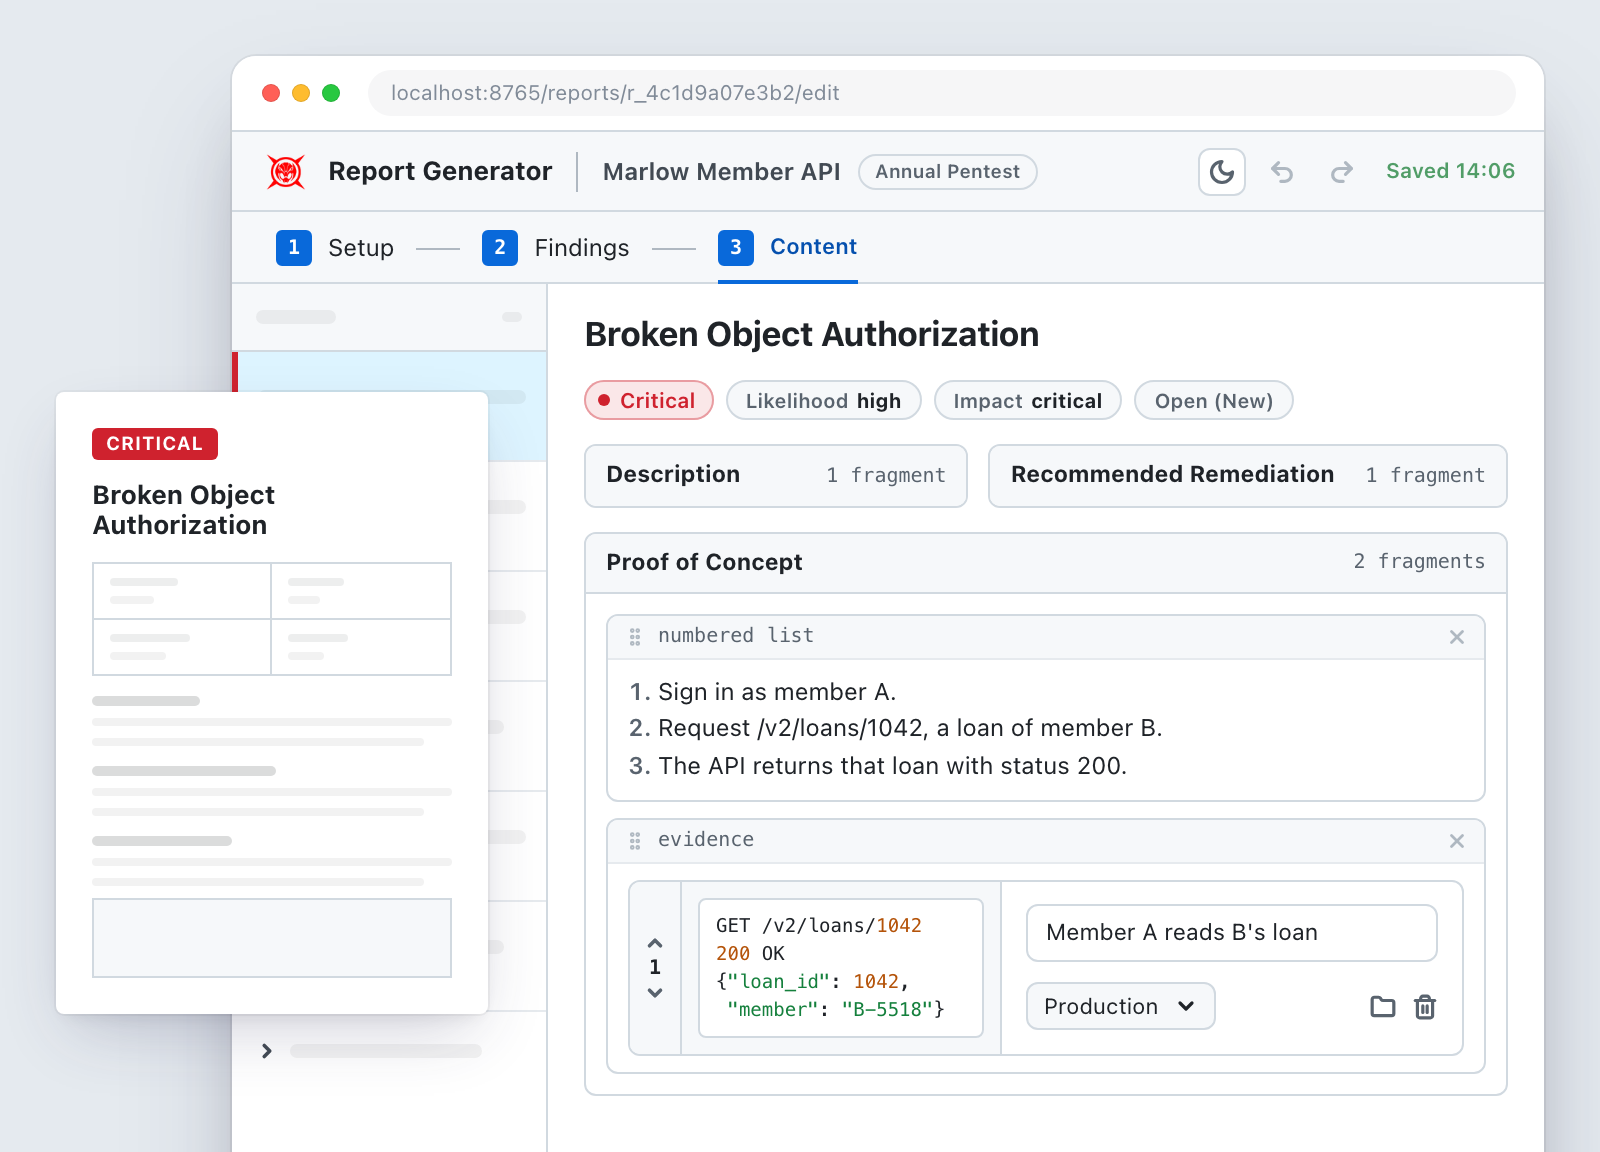 localhost:8765/reports/r_4c1d9a07e3b2/edit
Report Generator
Marlow Member API
Annual Pentest
Saved 14:06
1 Setup
2 Findings
3 Content
CRITICAL
Broken Object
Authorization
Broken Object Authorization
Critical
Likelihood high
Impact critical
Open (New)
Description
1 fragment
Recommended Remediation
1 fragment
Proof of Concept
2 fragments
numbered list
1. Sign in as member A.
2. Request /v2/loans/1042, a loan of member B.
3. The API returns that loan with status 200.
evidence
1
GET /v2/loans/1042
200 OK
{"loan_id": 1042,
"member": "B-5518"}
Member A reads B's loan
Production